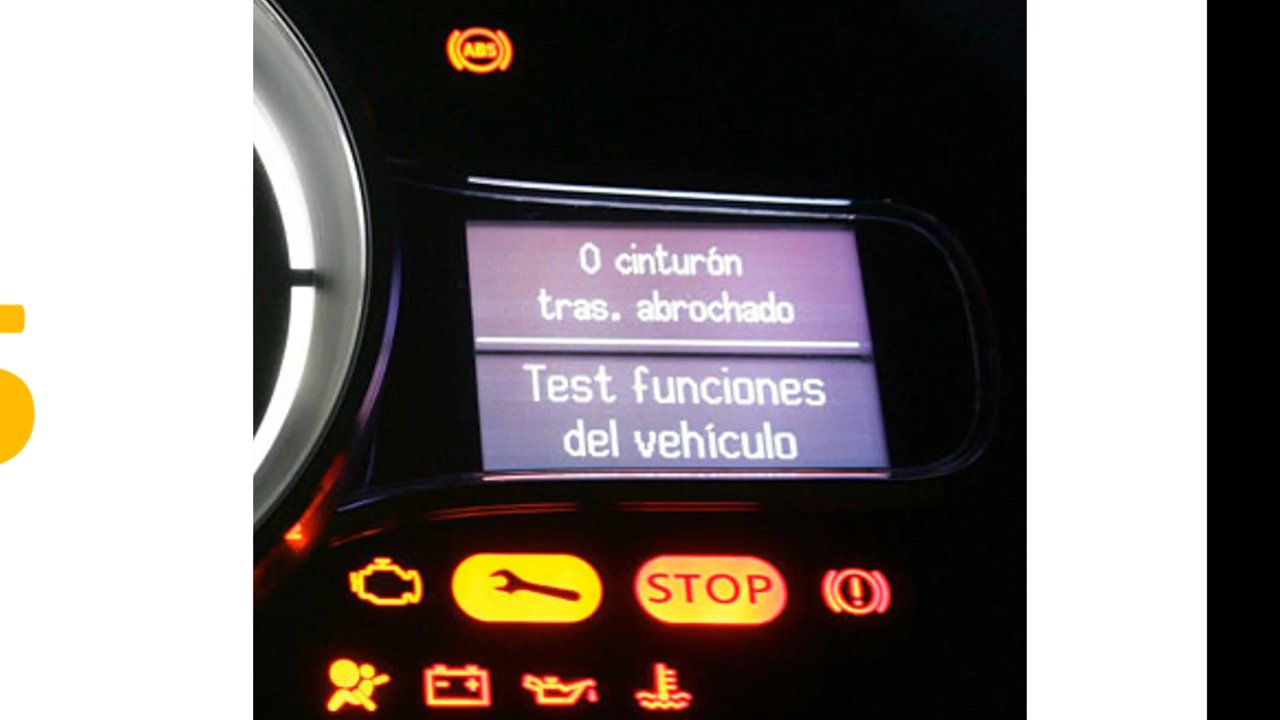 ABS
0 cinturón
tras. abrochado
Test funciones
del vehículo
STOP